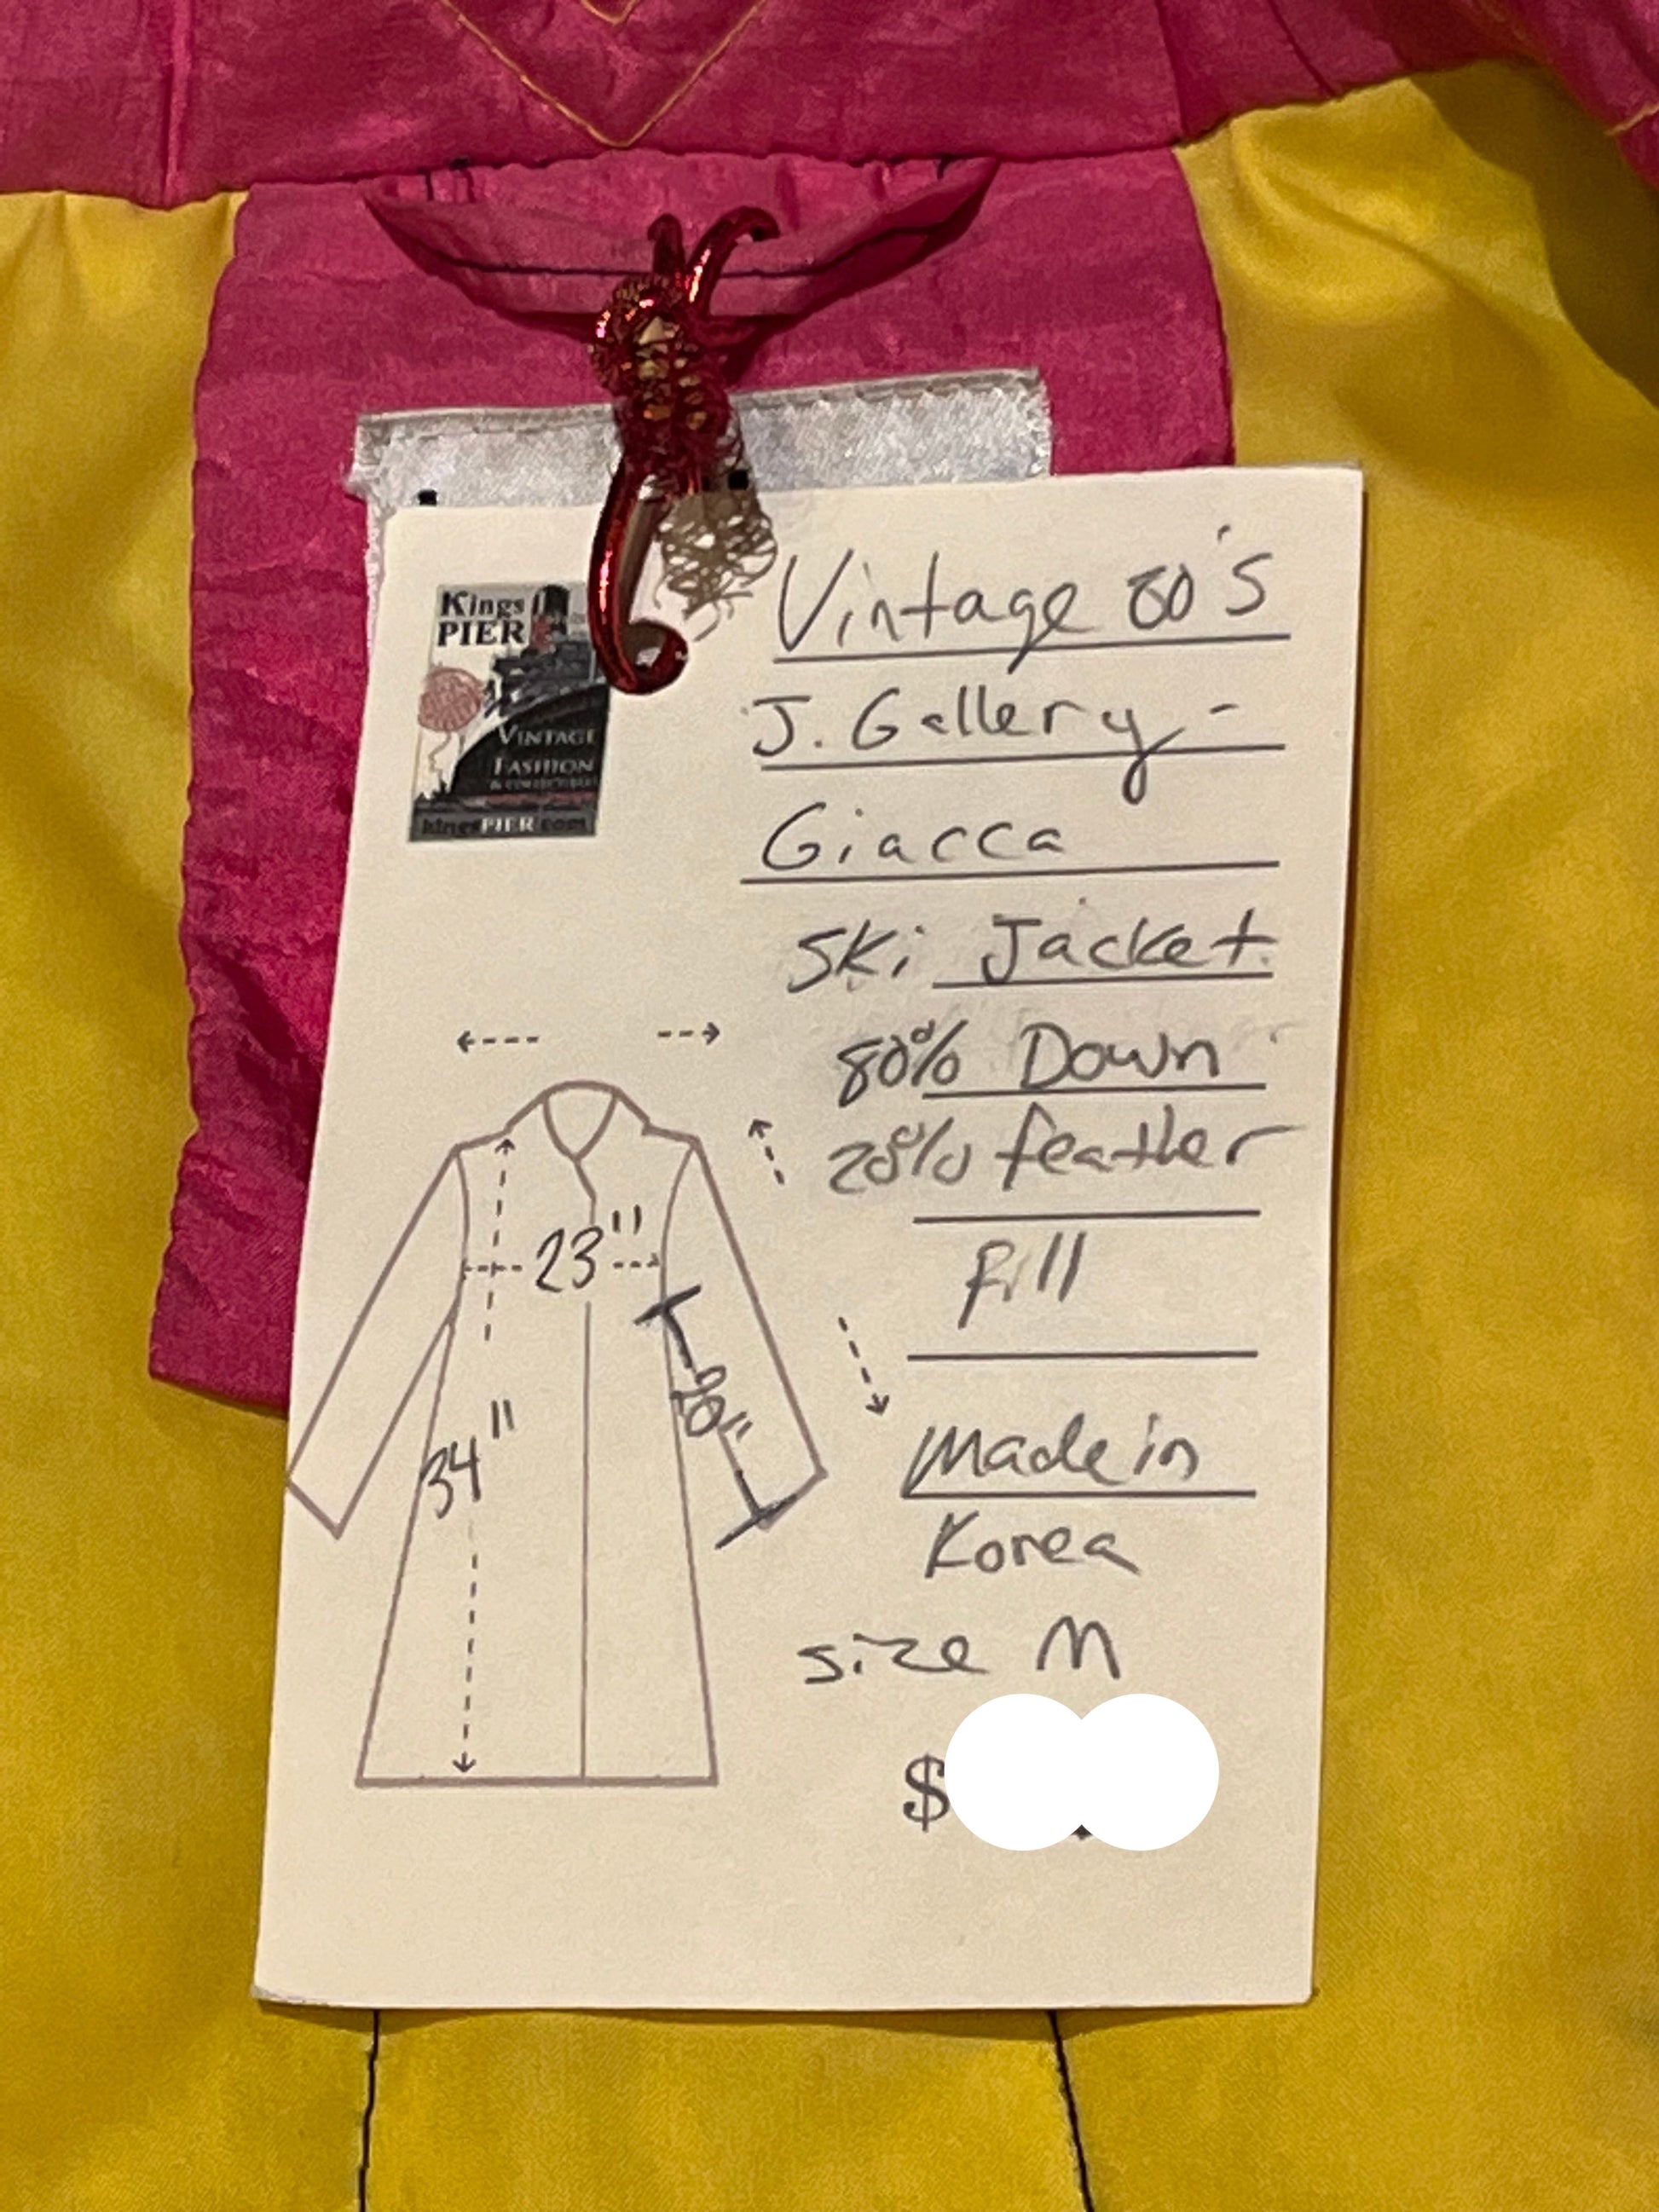 Kings
PIER
VINTAGE
FASHION
& COLLECTIBLES
kingsPIER.com
Vintage 80's
J. Gallery -
Giacca
Ski Jacket
80% Down
20% feather
fill
23"
34"
made in
Korea
size M
$